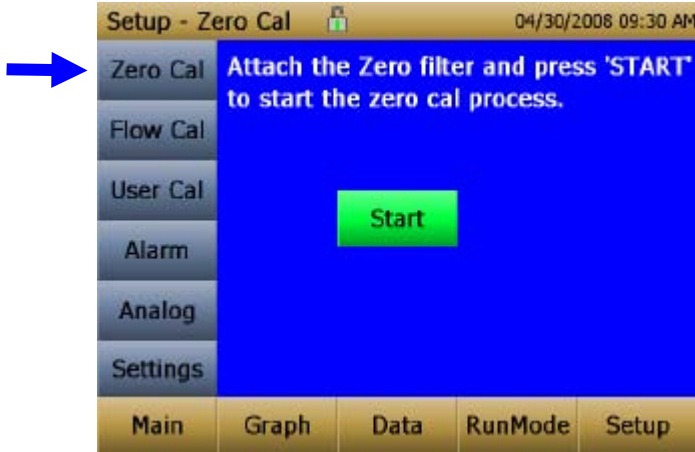 Setup - Zero Cal 04/30/2008 09:30 AM
Zero Cal
Flow Cal
User Cal
Alarm
Analog
Settings
Attach the Zero filter and press 'START'
to start the zero cal process.
Start
Main Graph Data RunMode Setup